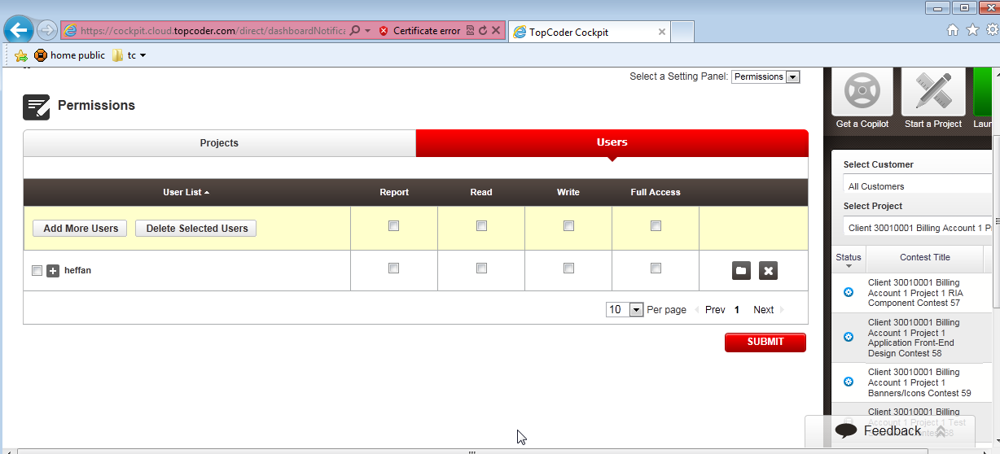 https://cockpit.cloud.topcoder.com/direct/dashboardNotifica
Certificate error
TopCoder Cockpit
home public
tc
Select a Setting Panel: Permissions
Permissions
Projects
Users
User List
Report
Read
Write
Full Access
Add More Users
Delete Selected Users
heffan
10 Per page Prev 1 Next
SUBMIT
Get a Copilot
Start a Project
Laun
Select Customer
All Customers
Select Project
Client 30010001 Billing Account 1 P
Status
Contest Title
Client 30010001 Billing
Account 1 Project 1 RIA
Component Contest 57
Client 30010001 Billing
Account 1 Project 1
Application Front-End
Design Contest 58
Client 30010001 Billing
Account 1 Project 1
Banners/Icons Contest 59
Client 30010001 Billing
Account 1 Project 1 Test
Feedback